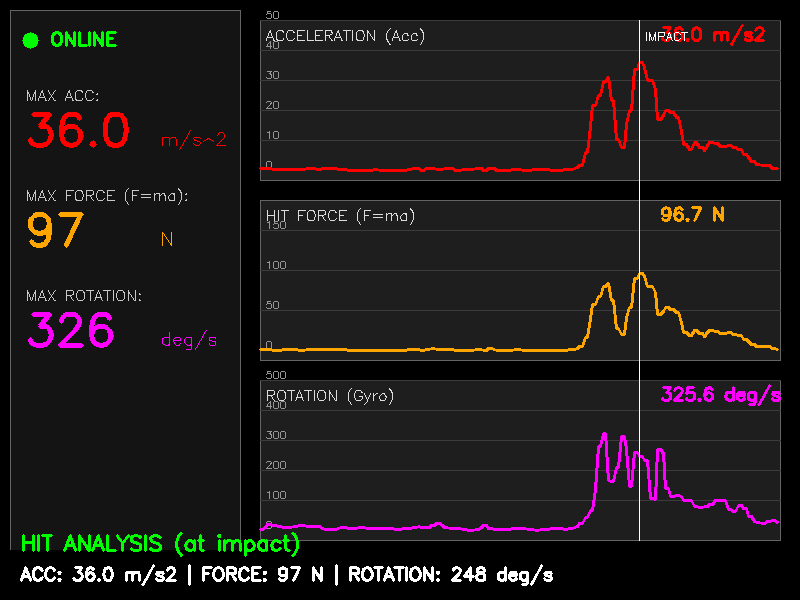 ONLINE
MAX ACC:
36.0 m/s^2
MAX FORCE (F=ma):
97 N
MAX ROTATION:
326 deg/s
50
ACCELERATION (Acc)
IMPACT
36.0 m/s2
40
30
20
10
0
HIT FORCE (F=ma)
96.7 N
150
100
50
0
500
ROTATION (Gyro)
325.6 deg/s
400
300
200
100
0
HIT ANALYSIS (at impact)
ACC: 36.0 m/s2 | FORCE: 97 N | ROTATION: 248 deg/s